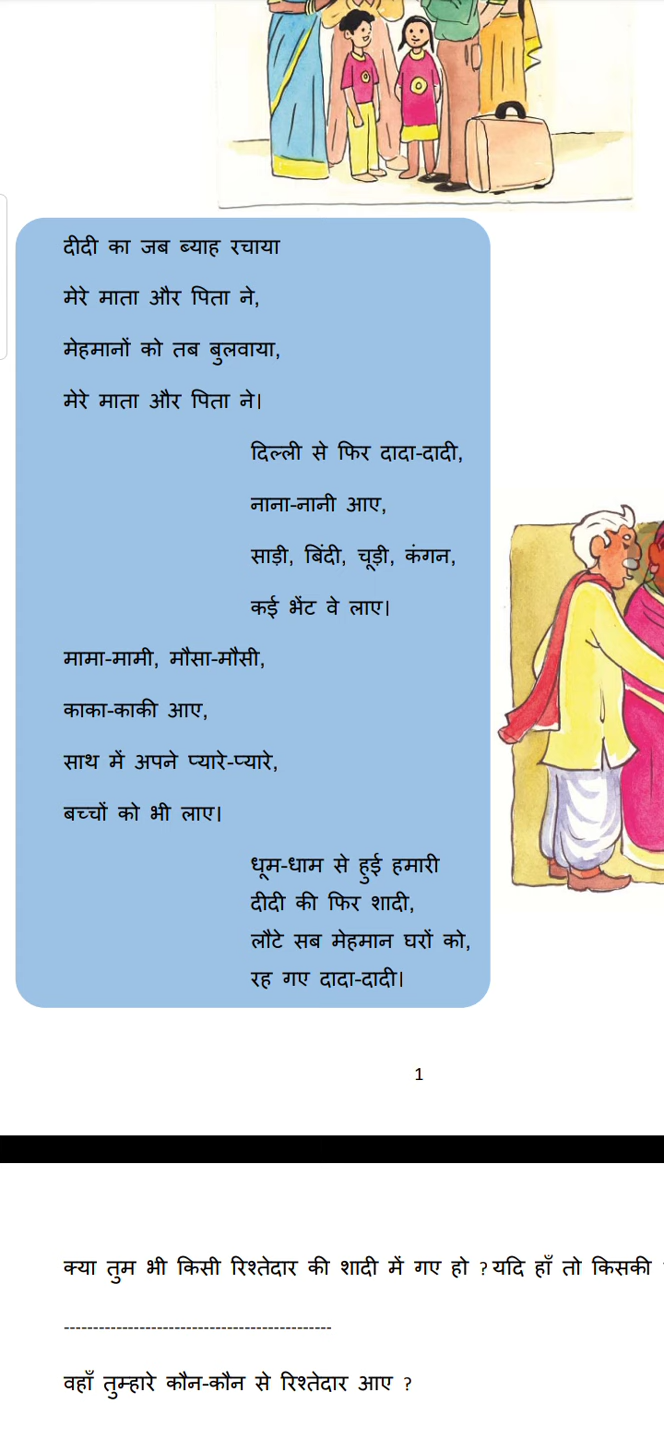 दीदी का जब ब्याह रचाया
मेरे माता और पिता ने,
मेहमानों को तब बुलवाया,
मेरे माता और पिता ने।
दिल्ली से फिर दादा-दादी,
नाना-नानी आए,
साड़ी, बिंदी, चूड़ी, कंगन,
कई भेंट वे लाए।
मामा-मामी, मौसा-मौसी,
काका-काकी आए,
साथ में अपने प्यारे-प्यारे,
बच्चों को भी लाए।
धूम-धाम से हुई हमारी
दीदी की फिर शादी,
लौटे सब मेहमान घरों को,
रह गए दादा-दादी।
1
क्या तुम भी किसी रिश्तेदार की शादी में गए हो ? यदि हाँ तो किसकी
----------------------------------------------
वहाँ तुम्हारे कौन-कौन से रिश्तेदार आए ?